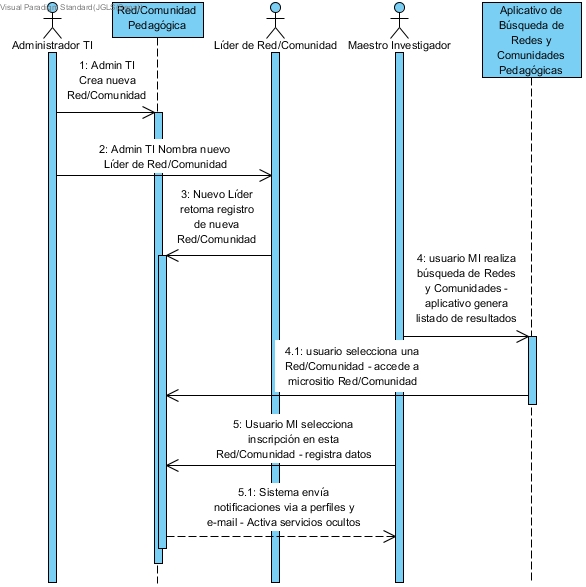 Visual Paradigm Standard(JGL
Red/Comunidad
Pedagógica
Aplicativo de
Búsqueda de
Redes y
Comunidades
Pedagógicas
Administrador TI
Líder de Red/Comunidad
Maestro Investigador
1: Admin TI
Crea nueva
Red/Comunidad
2: Admin TI Nombra nuevo
Líder de Red/Comunidad
3: Nuevo Líder
retoma registro
de nueva
Red/Comunidad
4: usuario MI realiza
búsqueda de Redes
y Comunidades -
aplicativo genera
listado de resultados
4.1: usuario selecciona una
Red/Comunidad - accede a
micrositio Red/Comunidad
5: Usuario MI selecciona
inscripción en esta
Red/Comunidad - registra datos
5.1: Sistema envía
notificaciones via a perfiles y
e-mail - Activa servicios ocultos